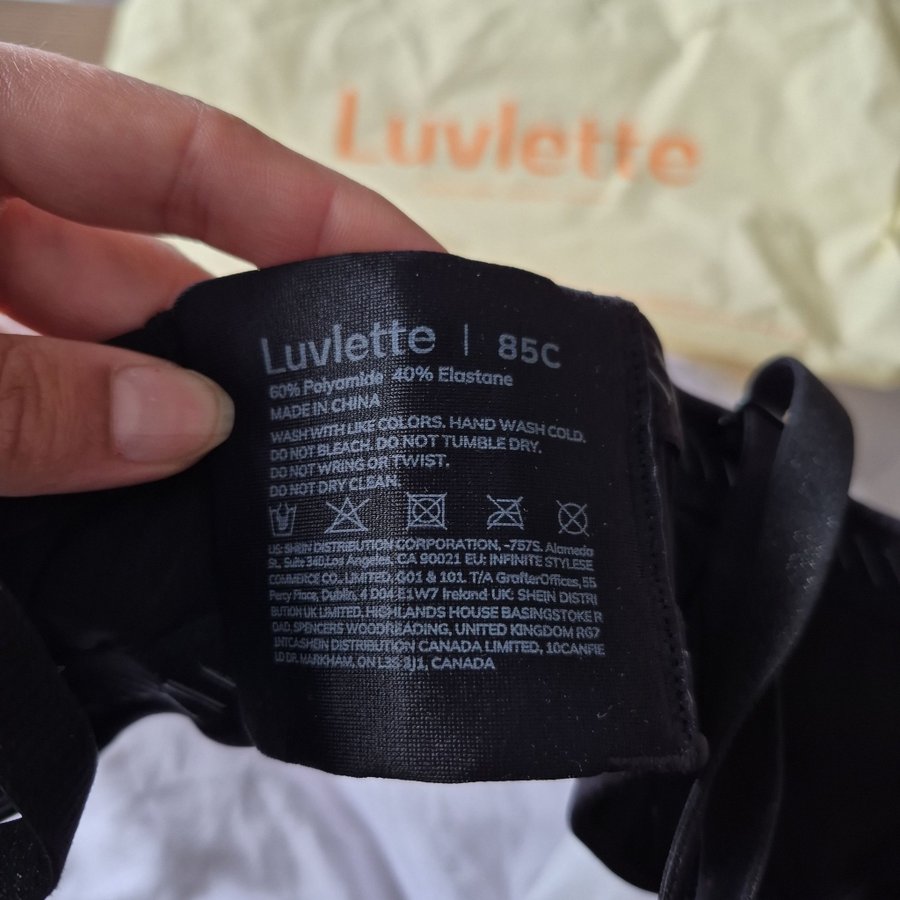 Luvlette
Luvlette | 85C
60% Polyamide 40% Elastane
MADE IN CHINA
WASH WITH LIKE COLORS. HAND WASH COLD.
DO NOT BLEACH. DO NOT TUMBLE DRY.
DO NOT WRING OR TWIST.
DO NOT DRY CLEAN.
US: SHEIN DISTRIBUTION CORPORATION, -757S. Alameda
St., Suite 340,Los Angeles, CA 90021 EU: INFINITE STYLESE
COMMERCE CO., LIMITED, G01 & 101. T/A GrafterOffices, 55
Percy Place, Dublin, 4 D04 E1W7 Ireland UK: SHEIN DISTRI
BUTION UK LIMITED, HIGHLANDS HOUSE BASINGSTOKE R
OAD, SPENCERS WOODREADING, UNITED KINGDOM RG7
1NTCA:SHEIN DISTRIBUTION CANADA LIMITED, 10CANFIE
LD DR. MARKHAM, ON L3S 3J1, CANADA